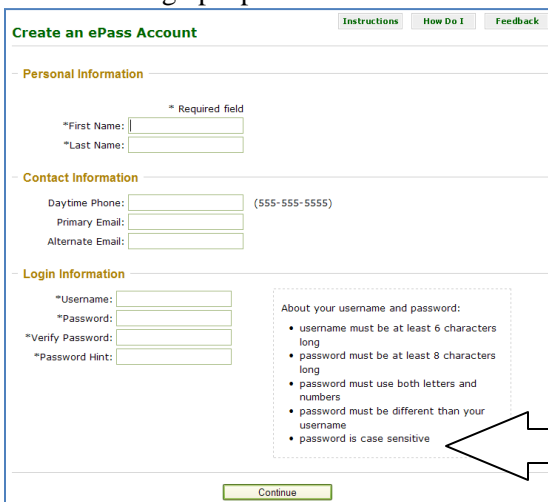 Instructions How Do I Feedback
Create an ePass Account
Personal Information
* Required field
*First Name:
*Last Name:
Contact Information
Daytime Phone: (555-555-5555)
Primary Email:
Alternate Email:
Login Information
*Username:
*Password:
*Verify Password:
*Password Hint:
About your username and password:
• username must be at least 6 characters
long
• password must be at least 8 characters
long
• password must use both letters and
numbers
• password must be different than your
username
• password is case sensitive
Continue